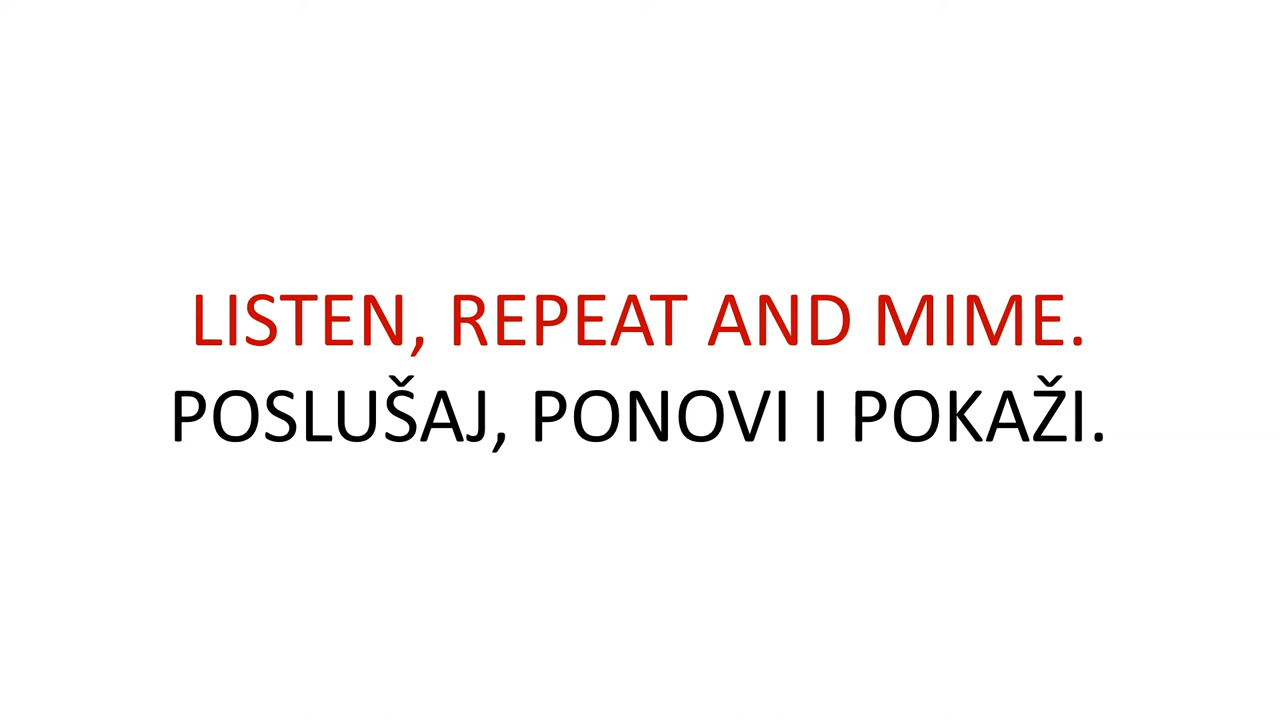 LISTEN, REPEAT AND MIME.
POSLUŠAJ, PONOVI I POKAŽI.